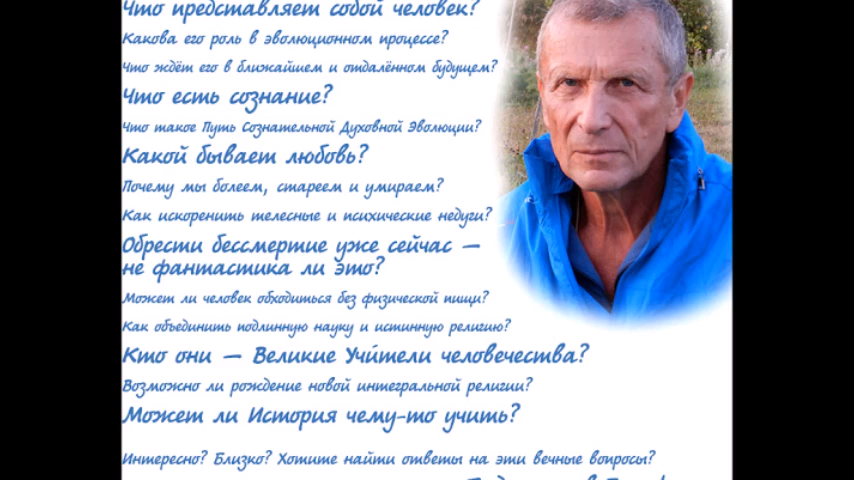 Что представляет собой человек?
Какова его роль в эволюционном процессе?
Что ждёт его в ближайшем и отдалённом будущем?
Что есть сознание?
Что такое Путь Сознательной Духовной Эволюции?
Какой бывает любовь?
Почему мы болеем, стареем и умираем?
Как искоренить телесные и психические недуги?
Обрести бессмертие уже сейчас —
не фантастика ли это?
Может ли человек обходиться без физической пищи?
Как объединить подлинную науку и истинную религию?
Кто они — Великие Учи́тели человечества?
Возможно ли рождение новой интегральной религии?
Может ли История чему-то учить?
Интересно? Близко? Хотите найти ответы на эти вечные вопросы?